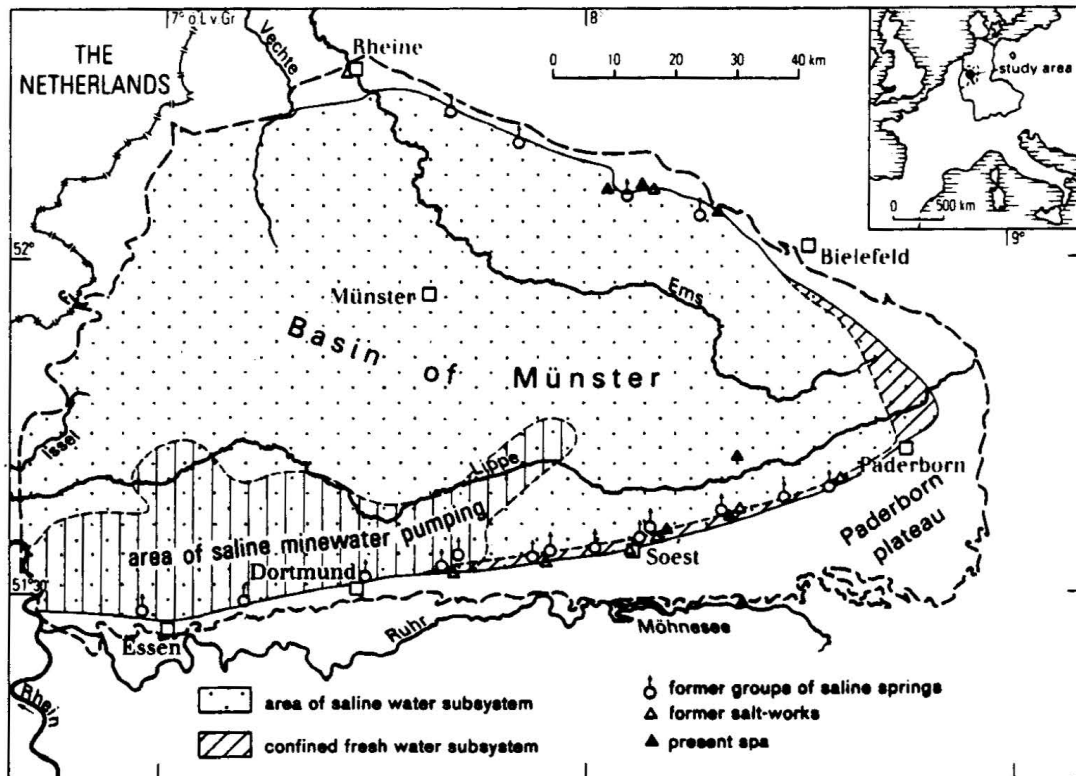 7° ö.L.v.Gr
8°
THE
NETHERLANDS
Vechte
Rheine
0 10 20 30 40 km
study area
0 500 km
9°
52°
Bielefeld
Münster
Ems
Basin of Münster
Issel
Lippe
Paderborn
area of saline minewater pumping
Paderborn
plateau
Soest
Dortmund
51°30'
Essen
Ruhr
Möhnesee
Rhein
area of saline water subsystem
confined fresh water subsystem
former groups of saline springs
former salt-works
present spa